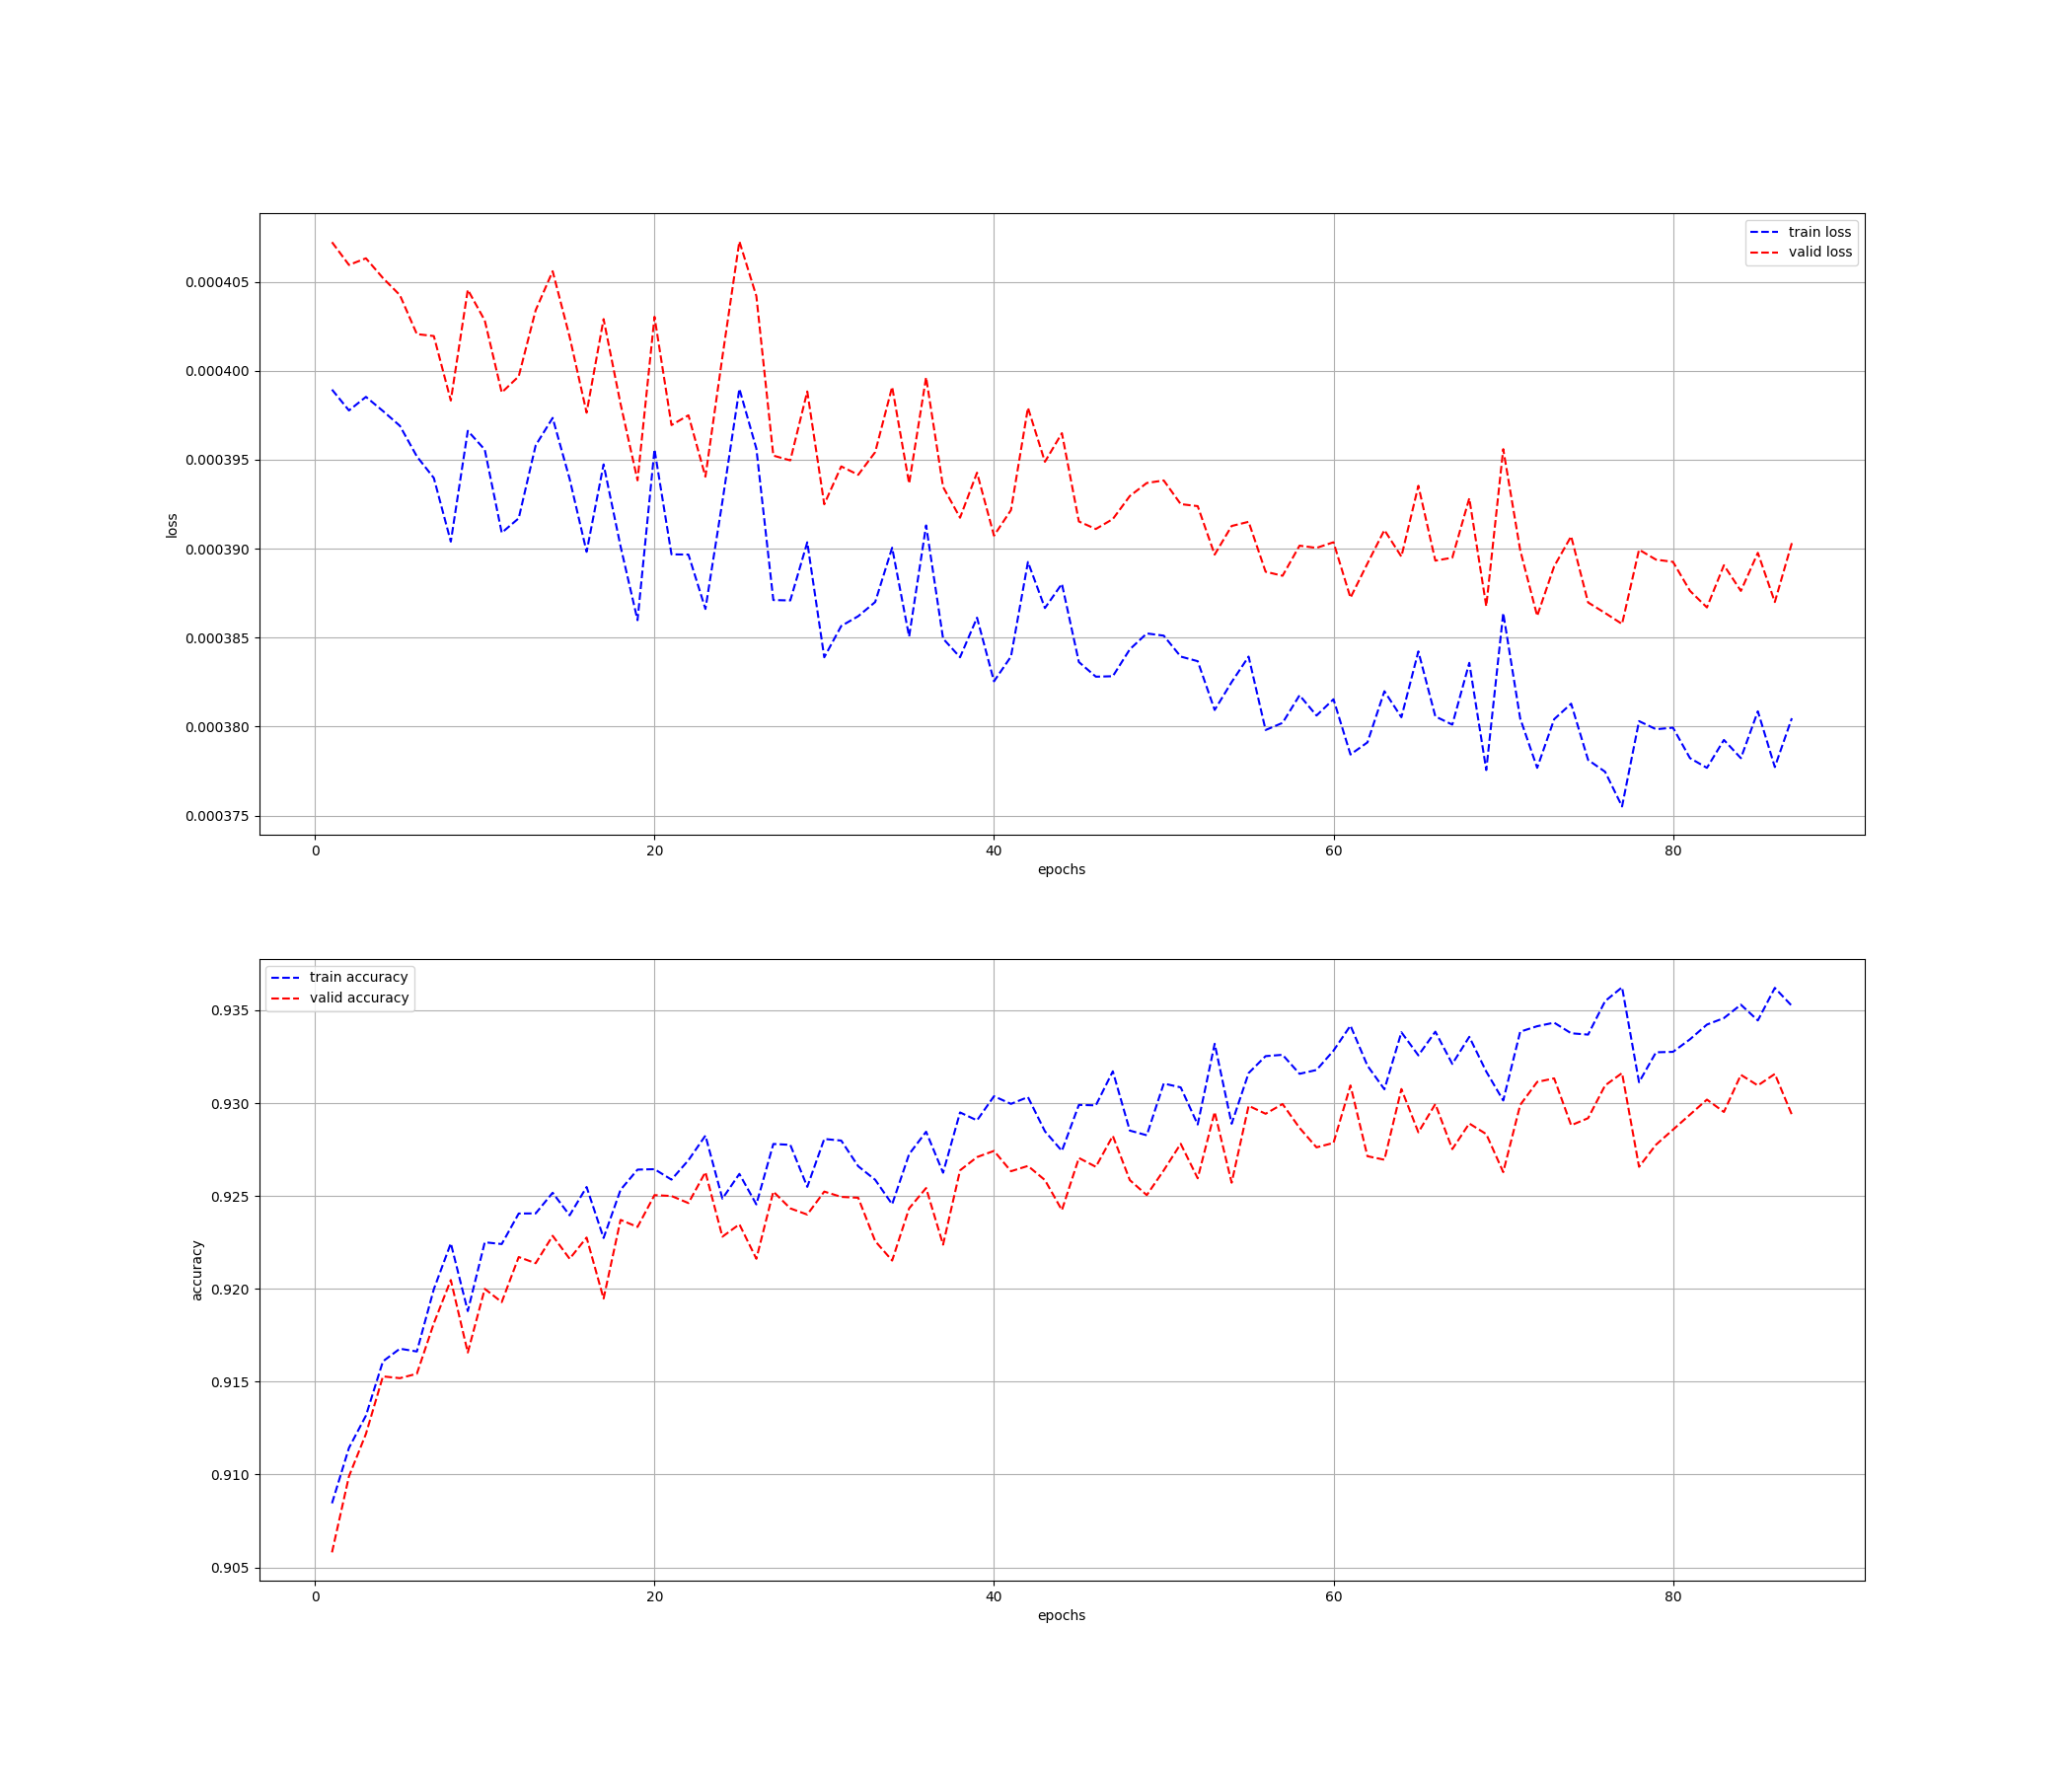 train loss
valid loss
0.000405
0.000400
0.000395
0.000390
0.000385
0.000380
0.000375
loss
0 20 40 60 80
epochs
train accuracy
valid accuracy
0.935
0.930
0.925
0.920
0.915
0.910
0.905
accuracy
0 20 40 60 80
epochs